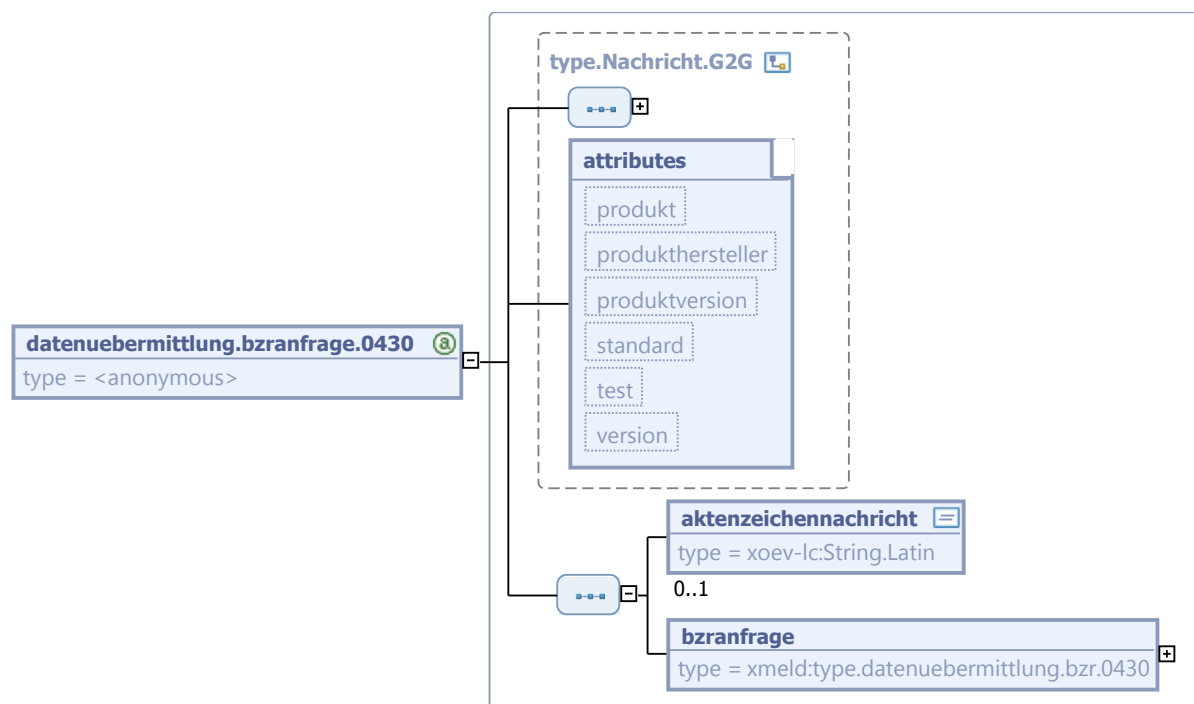 type.Nachricht.G2G
attributes
produkt
produkthersteller
produktversion
standard
test
version
datenuebermittlung.bzranfrage.0430
type = <anonymous>
aktenzeichennachricht
type = xoev-lc:String.Latin
0..1
bzranfrage
type = xmeld:type.datenuebermittlung.bzr.0430